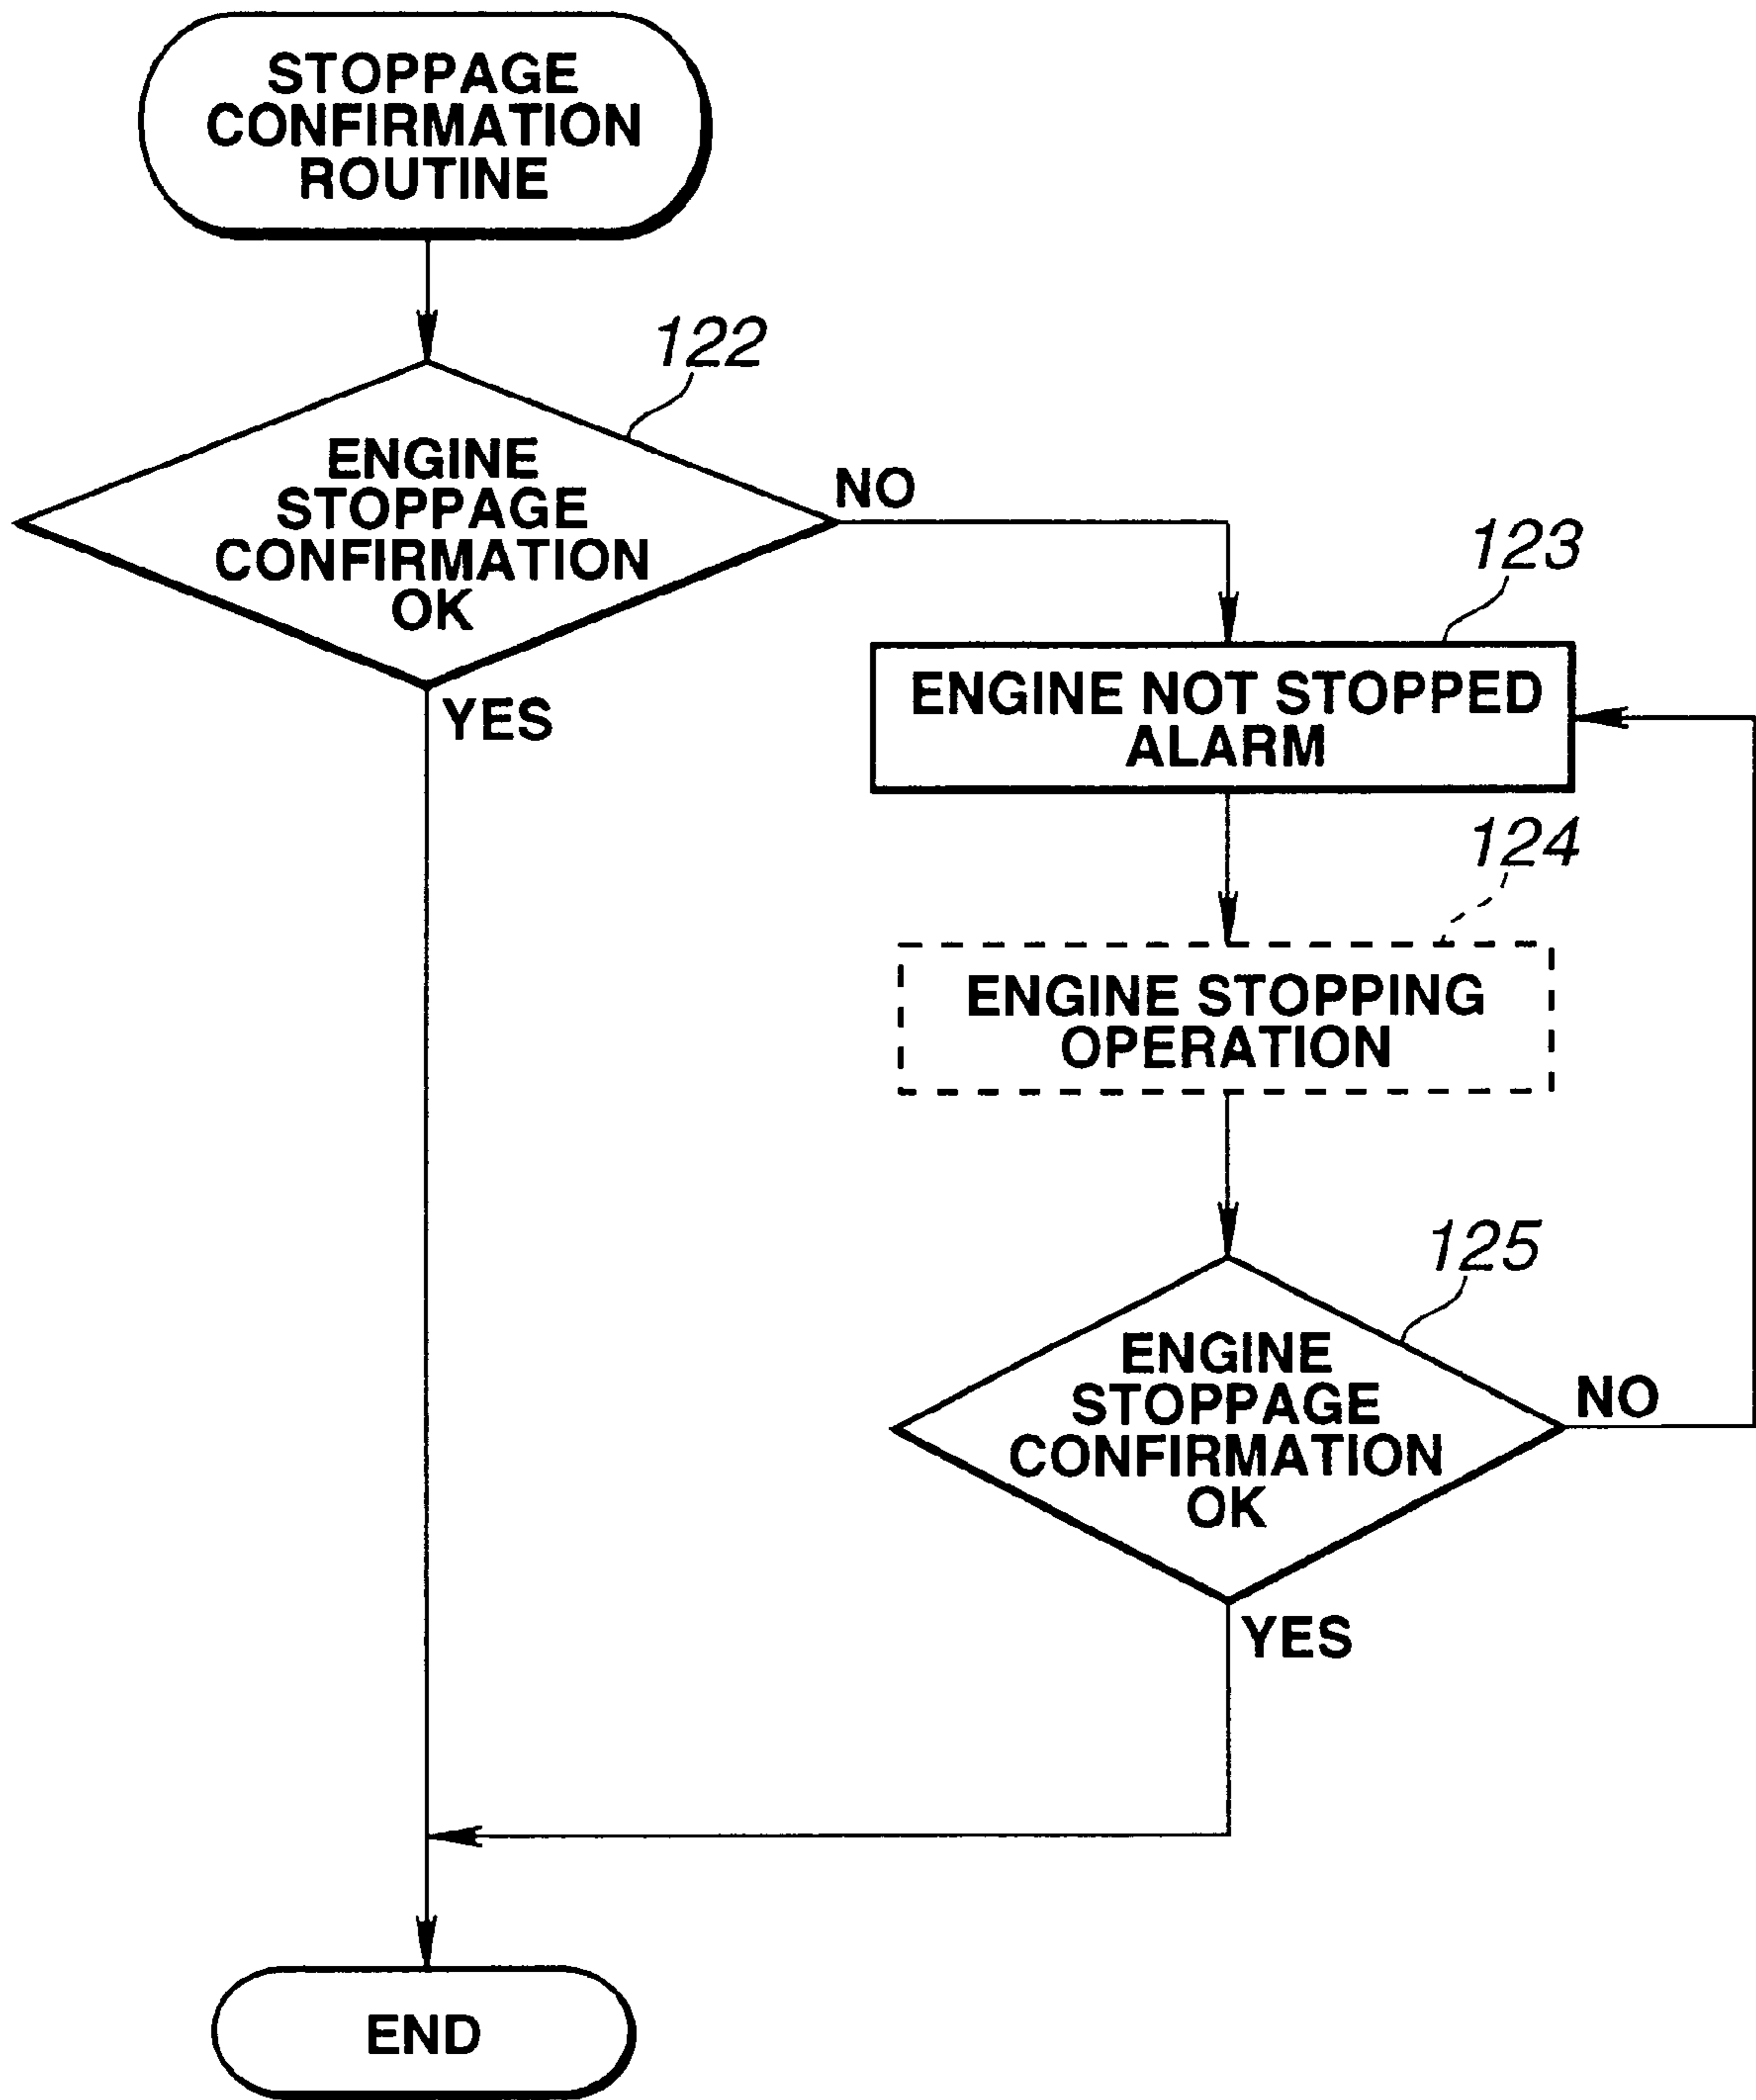 STOPPAGE
CONFIRMATION
ROUTINE
122
ENGINE
STOPPAGE
CONFIRMATION
OK
NO
YES
123
ENGINE NOT STOPPED
ALARM
124
ENGINE STOPPING
OPERATION
125
ENGINE
STOPPAGE
CONFIRMATION
OK
NO
YES
END